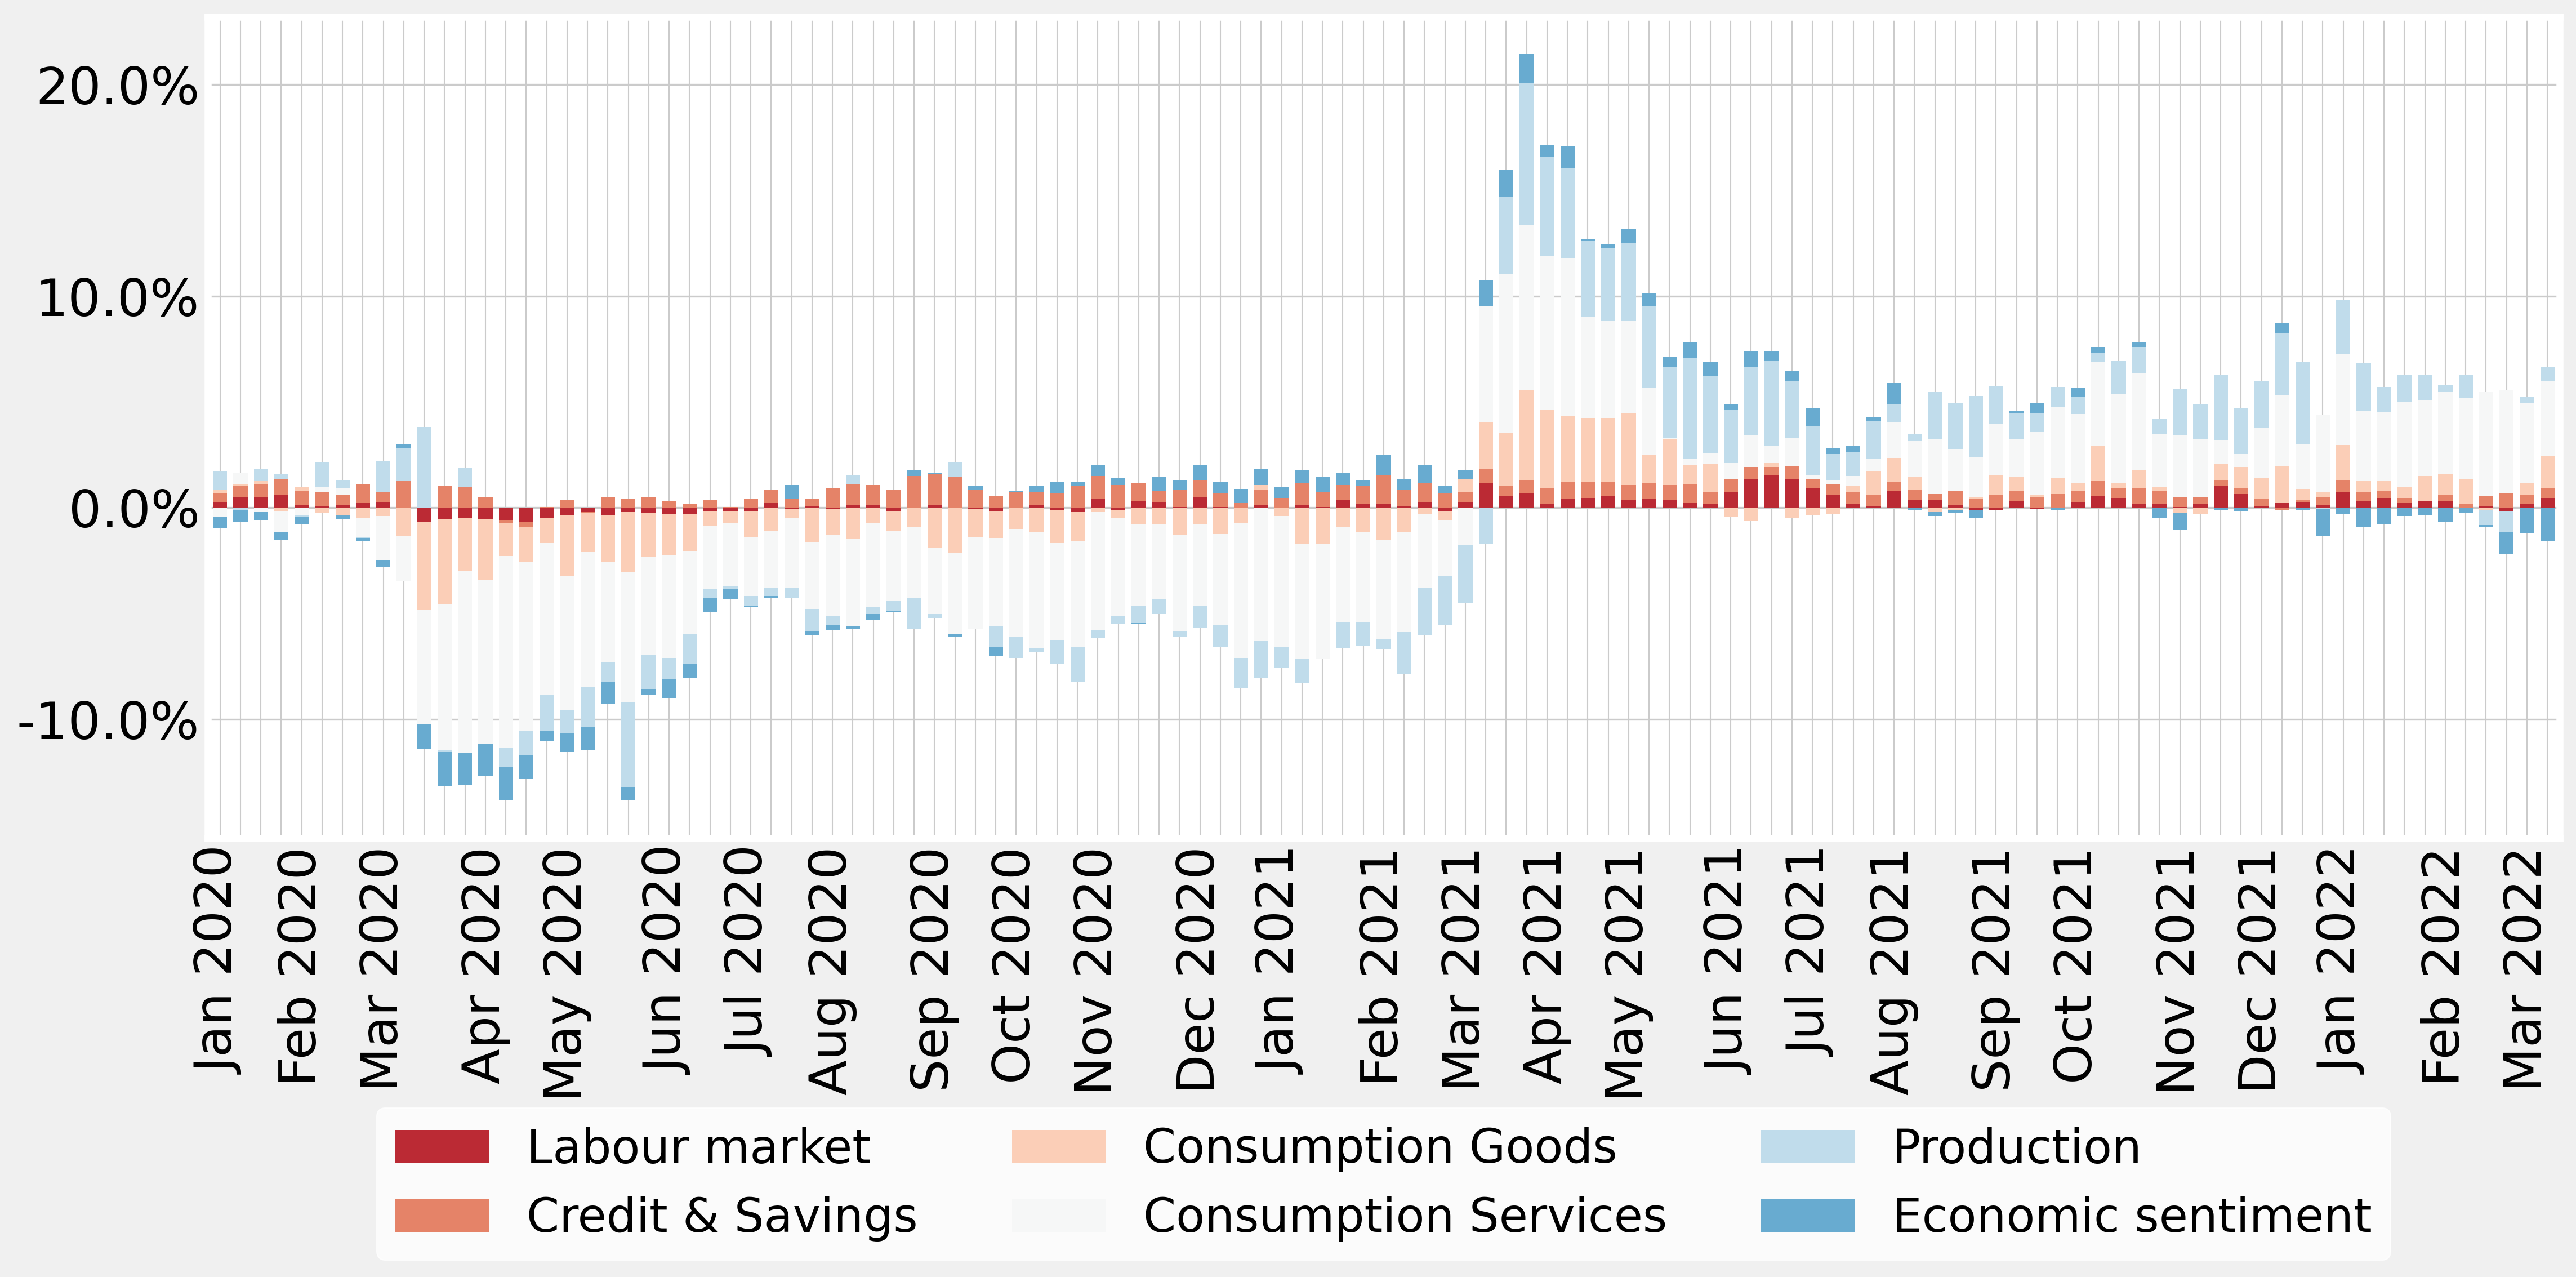 20.0%
10.0%
0.0%
-10.0%
Jan 2020
Feb 2020
Mar 2020
Apr 2020
May 2020
Jun 2020
Jul 2020
Aug 2020
Sep 2020
Oct 2020
Nov 2020
Dec 2020
Jan 2021
Feb 2021
Mar 2021
Apr 2021
May 2021
Jun 2021
Jul 2021
Aug 2021
Sep 2021
Oct 2021
Nov 2021
Dec 2021
Jan 2022
Feb 2022
Mar 2022
Labour market
Credit & Savings
Consumption Goods
Consumption Services
Production
Economic sentiment